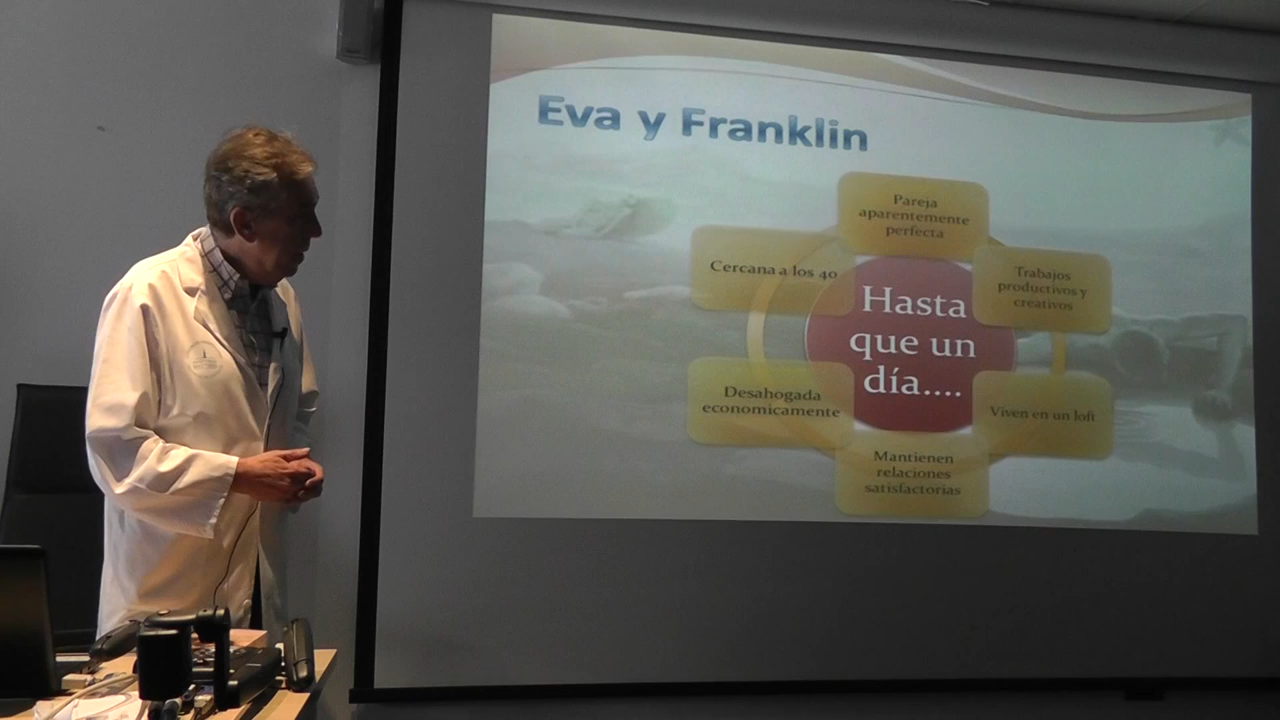 Eva y Franklin
Pareja
aparentemente
perfecta
Cercana a los 40
Trabajos
productivos y
creativos
Hasta
que un
día....
Desahogada
economicamente
Viven en un loft
Mantienen
relaciones
satisfactorias